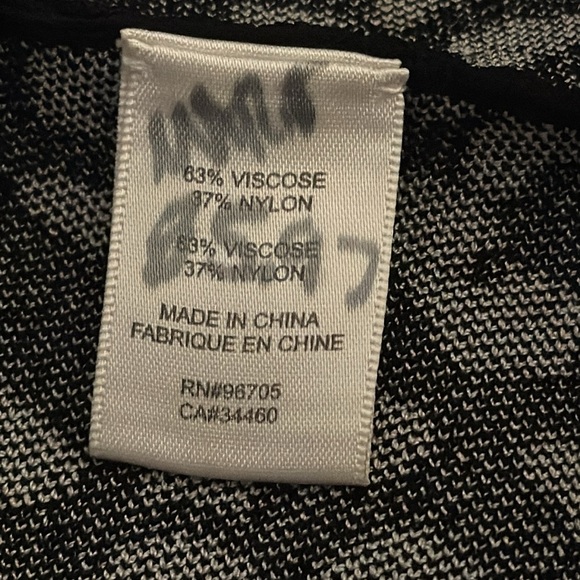 63% VISCOSE
37% NYLON
63% VISCOSE
37% NYLON
MADE IN CHINA
FABRIQUE EN CHINE
RN#96705
CA#34460